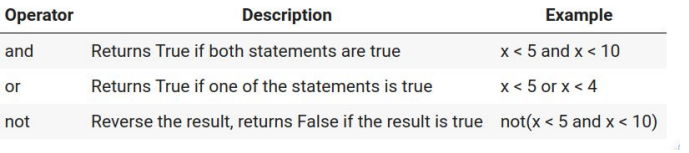 Operator Description Example
and Returns True if both statements are true x < 5 and x < 10
or Returns True if one of the statements is true x < 5 or x < 4
not Reverse the result, returns False if the result is true not(x < 5 and x < 10)